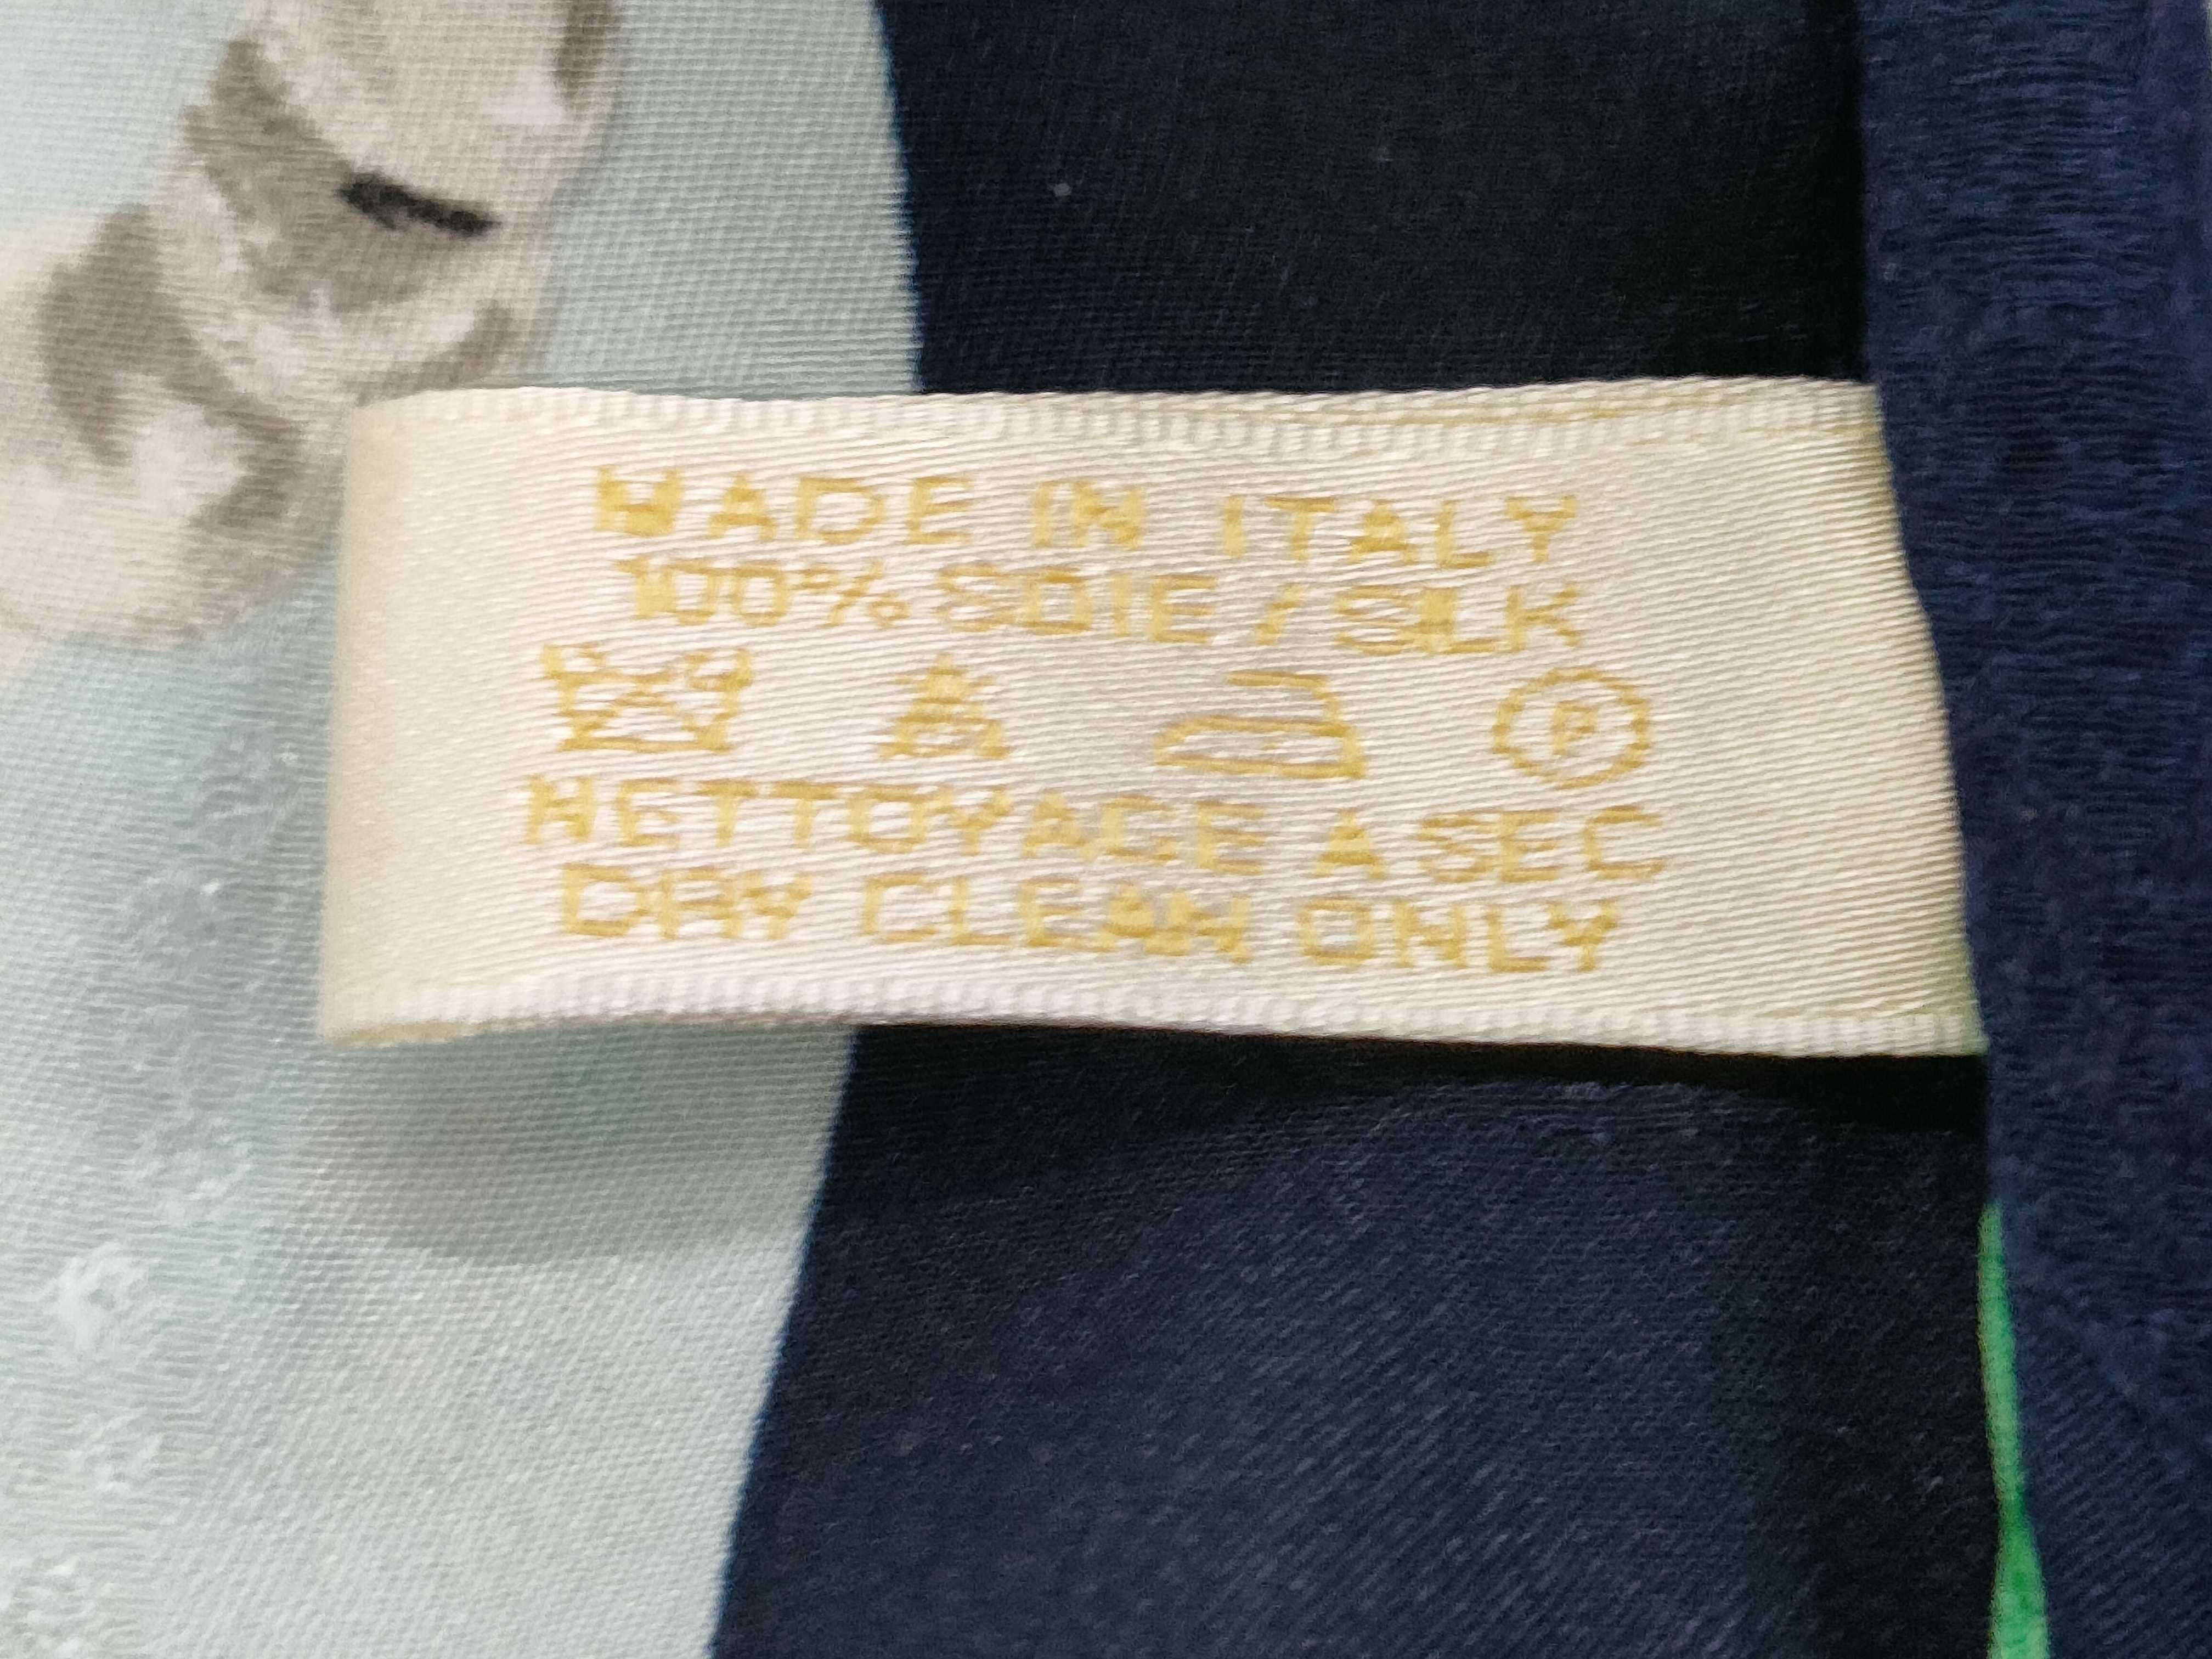 MADE IN ITALY
100% SOIE / SILK
P
NETTOYAGE A SEC
DRY CLEAN ONLY